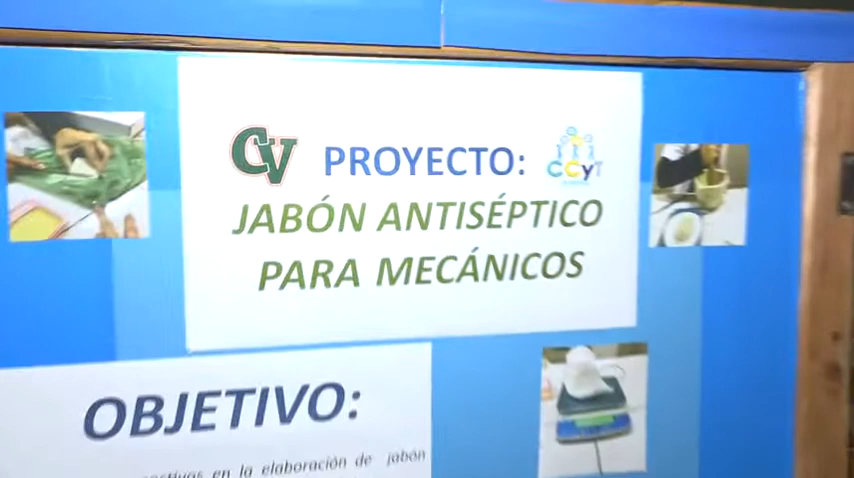 CV PROYECTO: CCyT
JABÓN ANTISÉPTICO
PARA MECÁNICOS
OBJETIVO:
en la elaboración de jabón